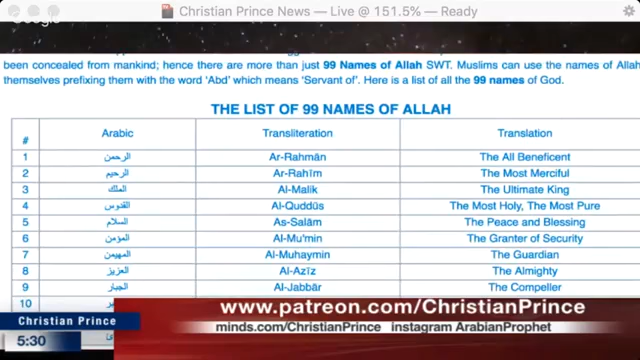 Christian Prince News – Live @ 151.5% – Ready
been concealed from mankind; hence there are more than just 99 Names of Allah SWT. Muslims can use the names of Allah
themselves prefixing them with the word 'Abd' which means 'Servant of'. Here is a list of all the 99 names of God.
THE LIST OF 99 NAMES OF ALLAH
# Arabic Transliteration Translation
1 الرحمن Ar-Rahmān The All Beneficent
2 الرحيم Ar-Rahīm The Most Merciful
3 الملك Al-Malik The Ultimate King
4 القدوس Al-Quddūs The Most Holy, The Most Pure
5 السلام As-Salām The Peace and Blessing
6 المؤمن Al-Mu'min The Granter of Security
7 المهيمن Al-Muhaymin The Guardian
8 العزيز Al-Azīz The Almighty
9 الجبار Al-Jabbār The Compeller
10
www.patreon.com/ChristianPrince
Christian Prince
minds.com/ChristianPrince instagram ArabianProphet
5:30